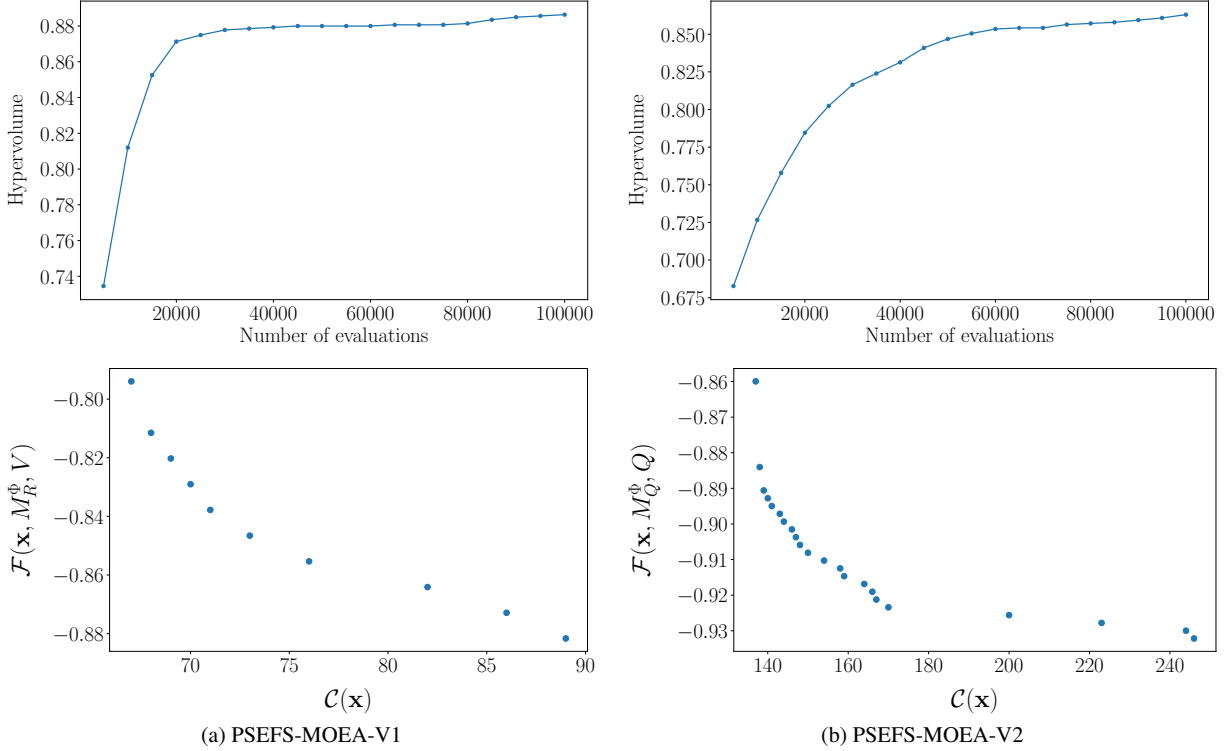 0.88
0.86
0.84
0.82
0.80
0.78
0.76
0.74
Hypervolume
20000 40000 60000 80000 100000
Number of evaluations
0.850
0.825
0.800
0.775
0.750
0.725
0.700
0.675
Hypervolume
20000 40000 60000 80000 100000
Number of evaluations
−0.80
−0.82
−0.84
−0.86
−0.88
F(x, M_R^Φ, V)
70 75 80 85 90
C(x)
(a) PSEFS-MOEA-V1
−0.86
−0.87
−0.88
−0.89
−0.90
−0.91
−0.92
−0.93
F(x, M_Q^Φ, Q)
140 160 180 200 220 240
C(x)
(b) PSEFS-MOEA-V2